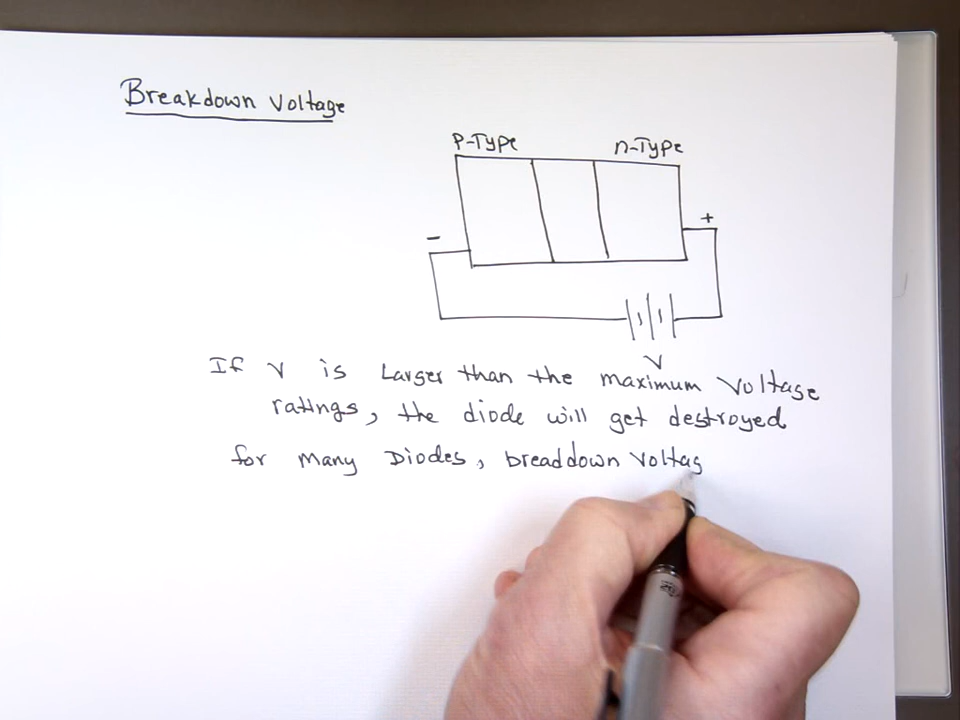 Breakdown Voltage
P-Type n-Type
- +
V
If V is Larger than the maximum Voltage
ratings, the diode will get destroyed
for many Diodes, breaddown voltag